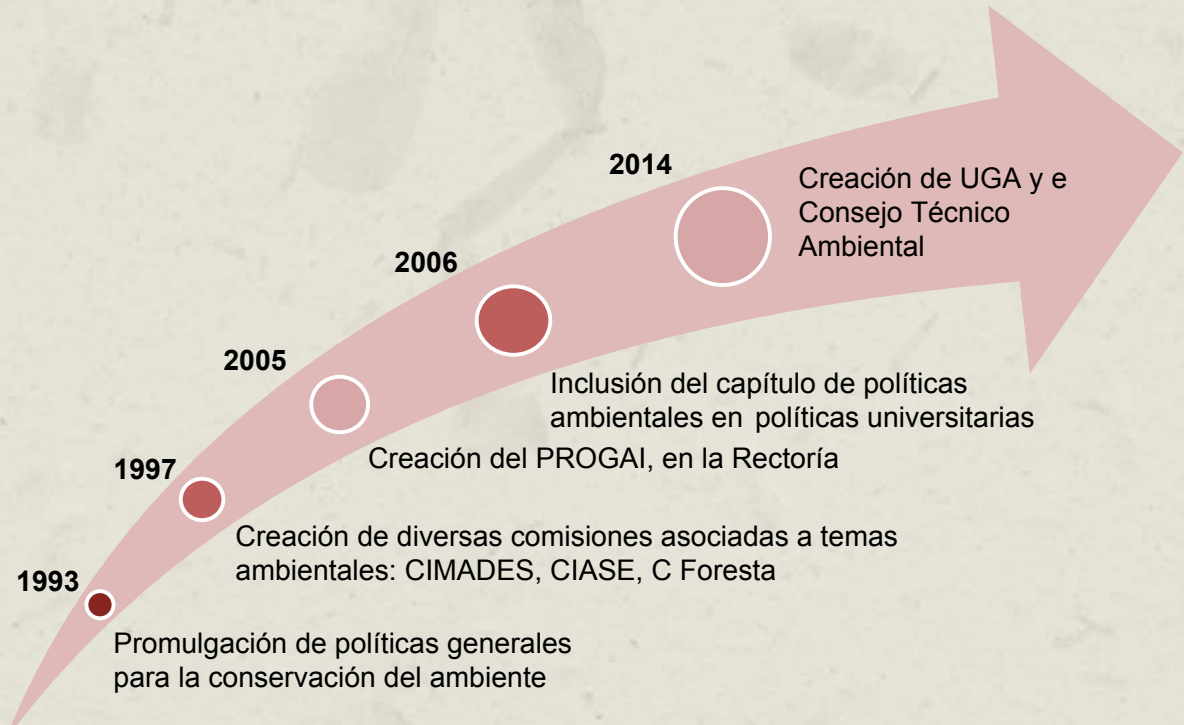 2014
Creación de UGA y e
Consejo Técnico
Ambiental
2006
Inclusión del capítulo de políticas
ambientales en políticas universitarias
2005
Creación del PROGAI, en la Rectoría
1997
Creación de diversas comisiones asociadas a temas
ambientales: CIMADES, CIASE, C Foresta
1993
Promulgación de políticas generales
para la conservación del ambiente